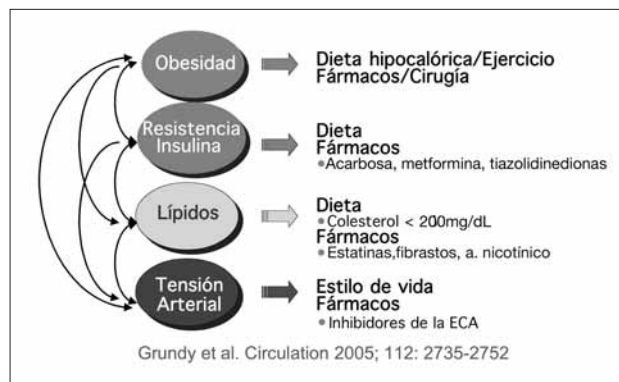 Obesidad
Dieta hipocalórica/Ejercicio
Fármacos/Cirugía
Resistencia
Insulina
Dieta
Fármacos
•Acarbosa, metformina, tiazolidinedionas
Lípidos
Dieta
•Colesterol < 200mg/dL
Fármacos
•Estatinas,fibrastos, a. nicotínico
Tensión
Arterial
Estilo de vida
Fármacos
•Inhibidores de la ECA
Grundy et al. Circulation 2005; 112: 2735-2752